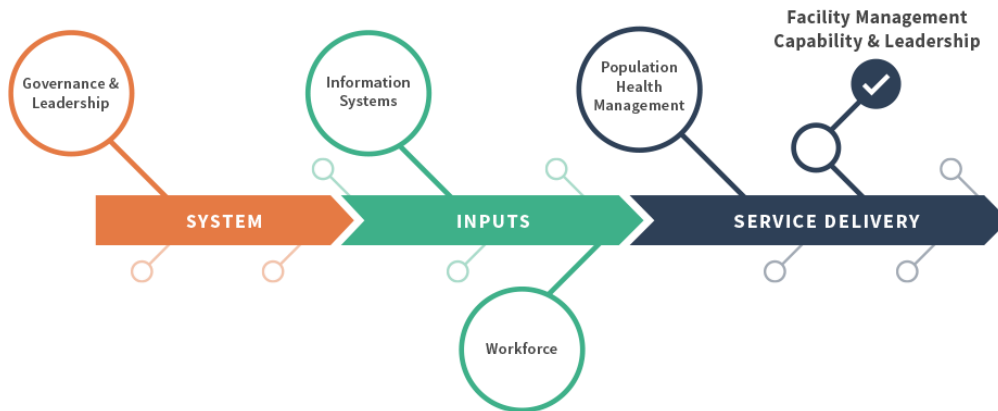 Facility Management
Capability & Leadership
Governance &
Leadership
Information
Systems
Population
Health
Management
SYSTEM
INPUTS
SERVICE DELIVERY
Workforce